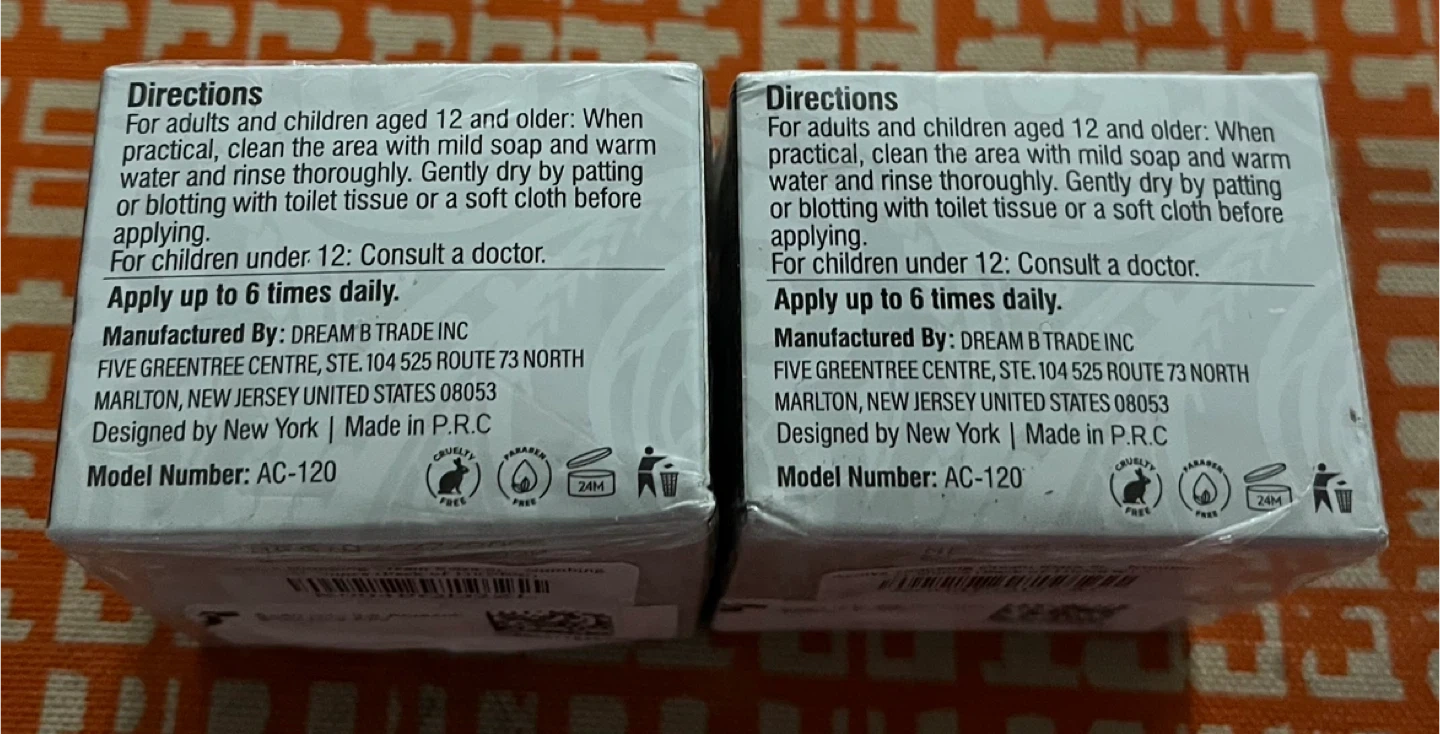 Directions
For adults and children aged 12 and older: When
practical, clean the area with mild soap and warm
water and rinse thoroughly. Gently dry by patting
or blotting with toilet tissue or a soft cloth before
applying.
For children under 12: Consult a doctor.
Apply up to 6 times daily.
Manufactured By: DREAM B TRADE INC
FIVE GREENTREE CENTRE, STE. 104 525 ROUTE 73 NORTH
MARLTON, NEW JERSEY UNITED STATES 08053
Designed by New York | Made in P.R.C
Model Number: AC-120
CRUELTY
FREE
PARABEN
FREE
24M
Directions
For adults and children aged 12 and older: When
practical, clean the area with mild soap and warm
water and rinse thoroughly. Gently dry by patting
or blotting with toilet tissue or a soft cloth before
applying.
For children under 12: Consult a doctor.
Apply up to 6 times daily.
Manufactured By: DREAM B TRADE INC
FIVE GREENTREE CENTRE, STE. 104 525 ROUTE 73 NORTH
MARLTON, NEW JERSEY UNITED STATES 08053
Designed by New York | Made in P.R.C
Model Number: AC-120
CRUELTY
FREE
PARABEN
FREE
24M